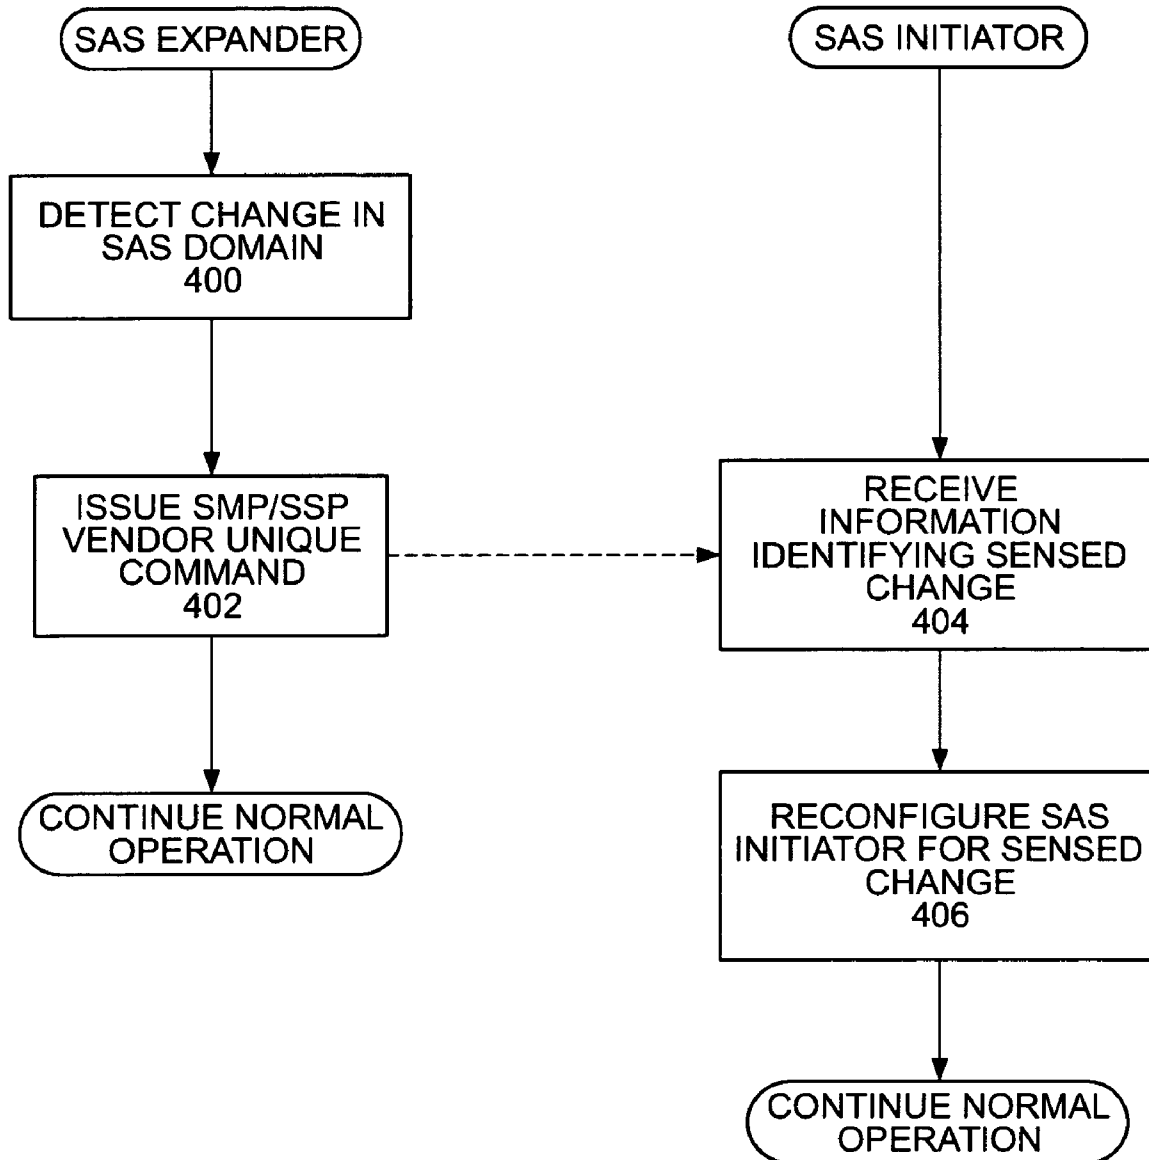 SAS EXPANDER
DETECT CHANGE IN
SAS DOMAIN
400
ISSUE SMP/SSP
VENDOR UNIQUE
COMMAND
402
CONTINUE NORMAL
OPERATION
SAS INITIATOR
RECEIVE
INFORMATION
IDENTIFYING SENSED
CHANGE
404
RECONFIGURE SAS
INITIATOR FOR SENSED
CHANGE
406
CONTINUE NORMAL
OPERATION